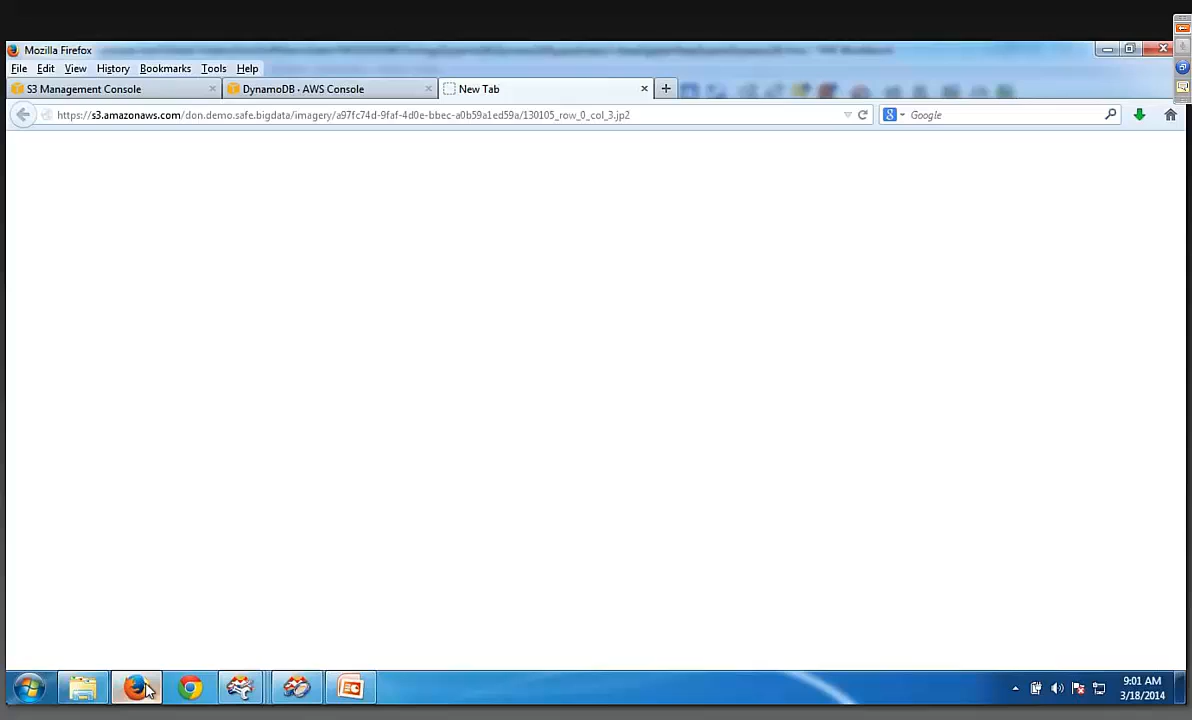 Mozilla Firefox
File Edit View History Bookmarks Tools Help
S3 Management Console DynamoDB - AWS Console New Tab
https://s3.amazonaws.com/don.demo.safe.bigdata/imagery/a97fc74d-9faf-4d0e-bbec-a0b59a1ed59a/130105_row_0_col_3.jp2 Google
9:01 AM
3/18/2014